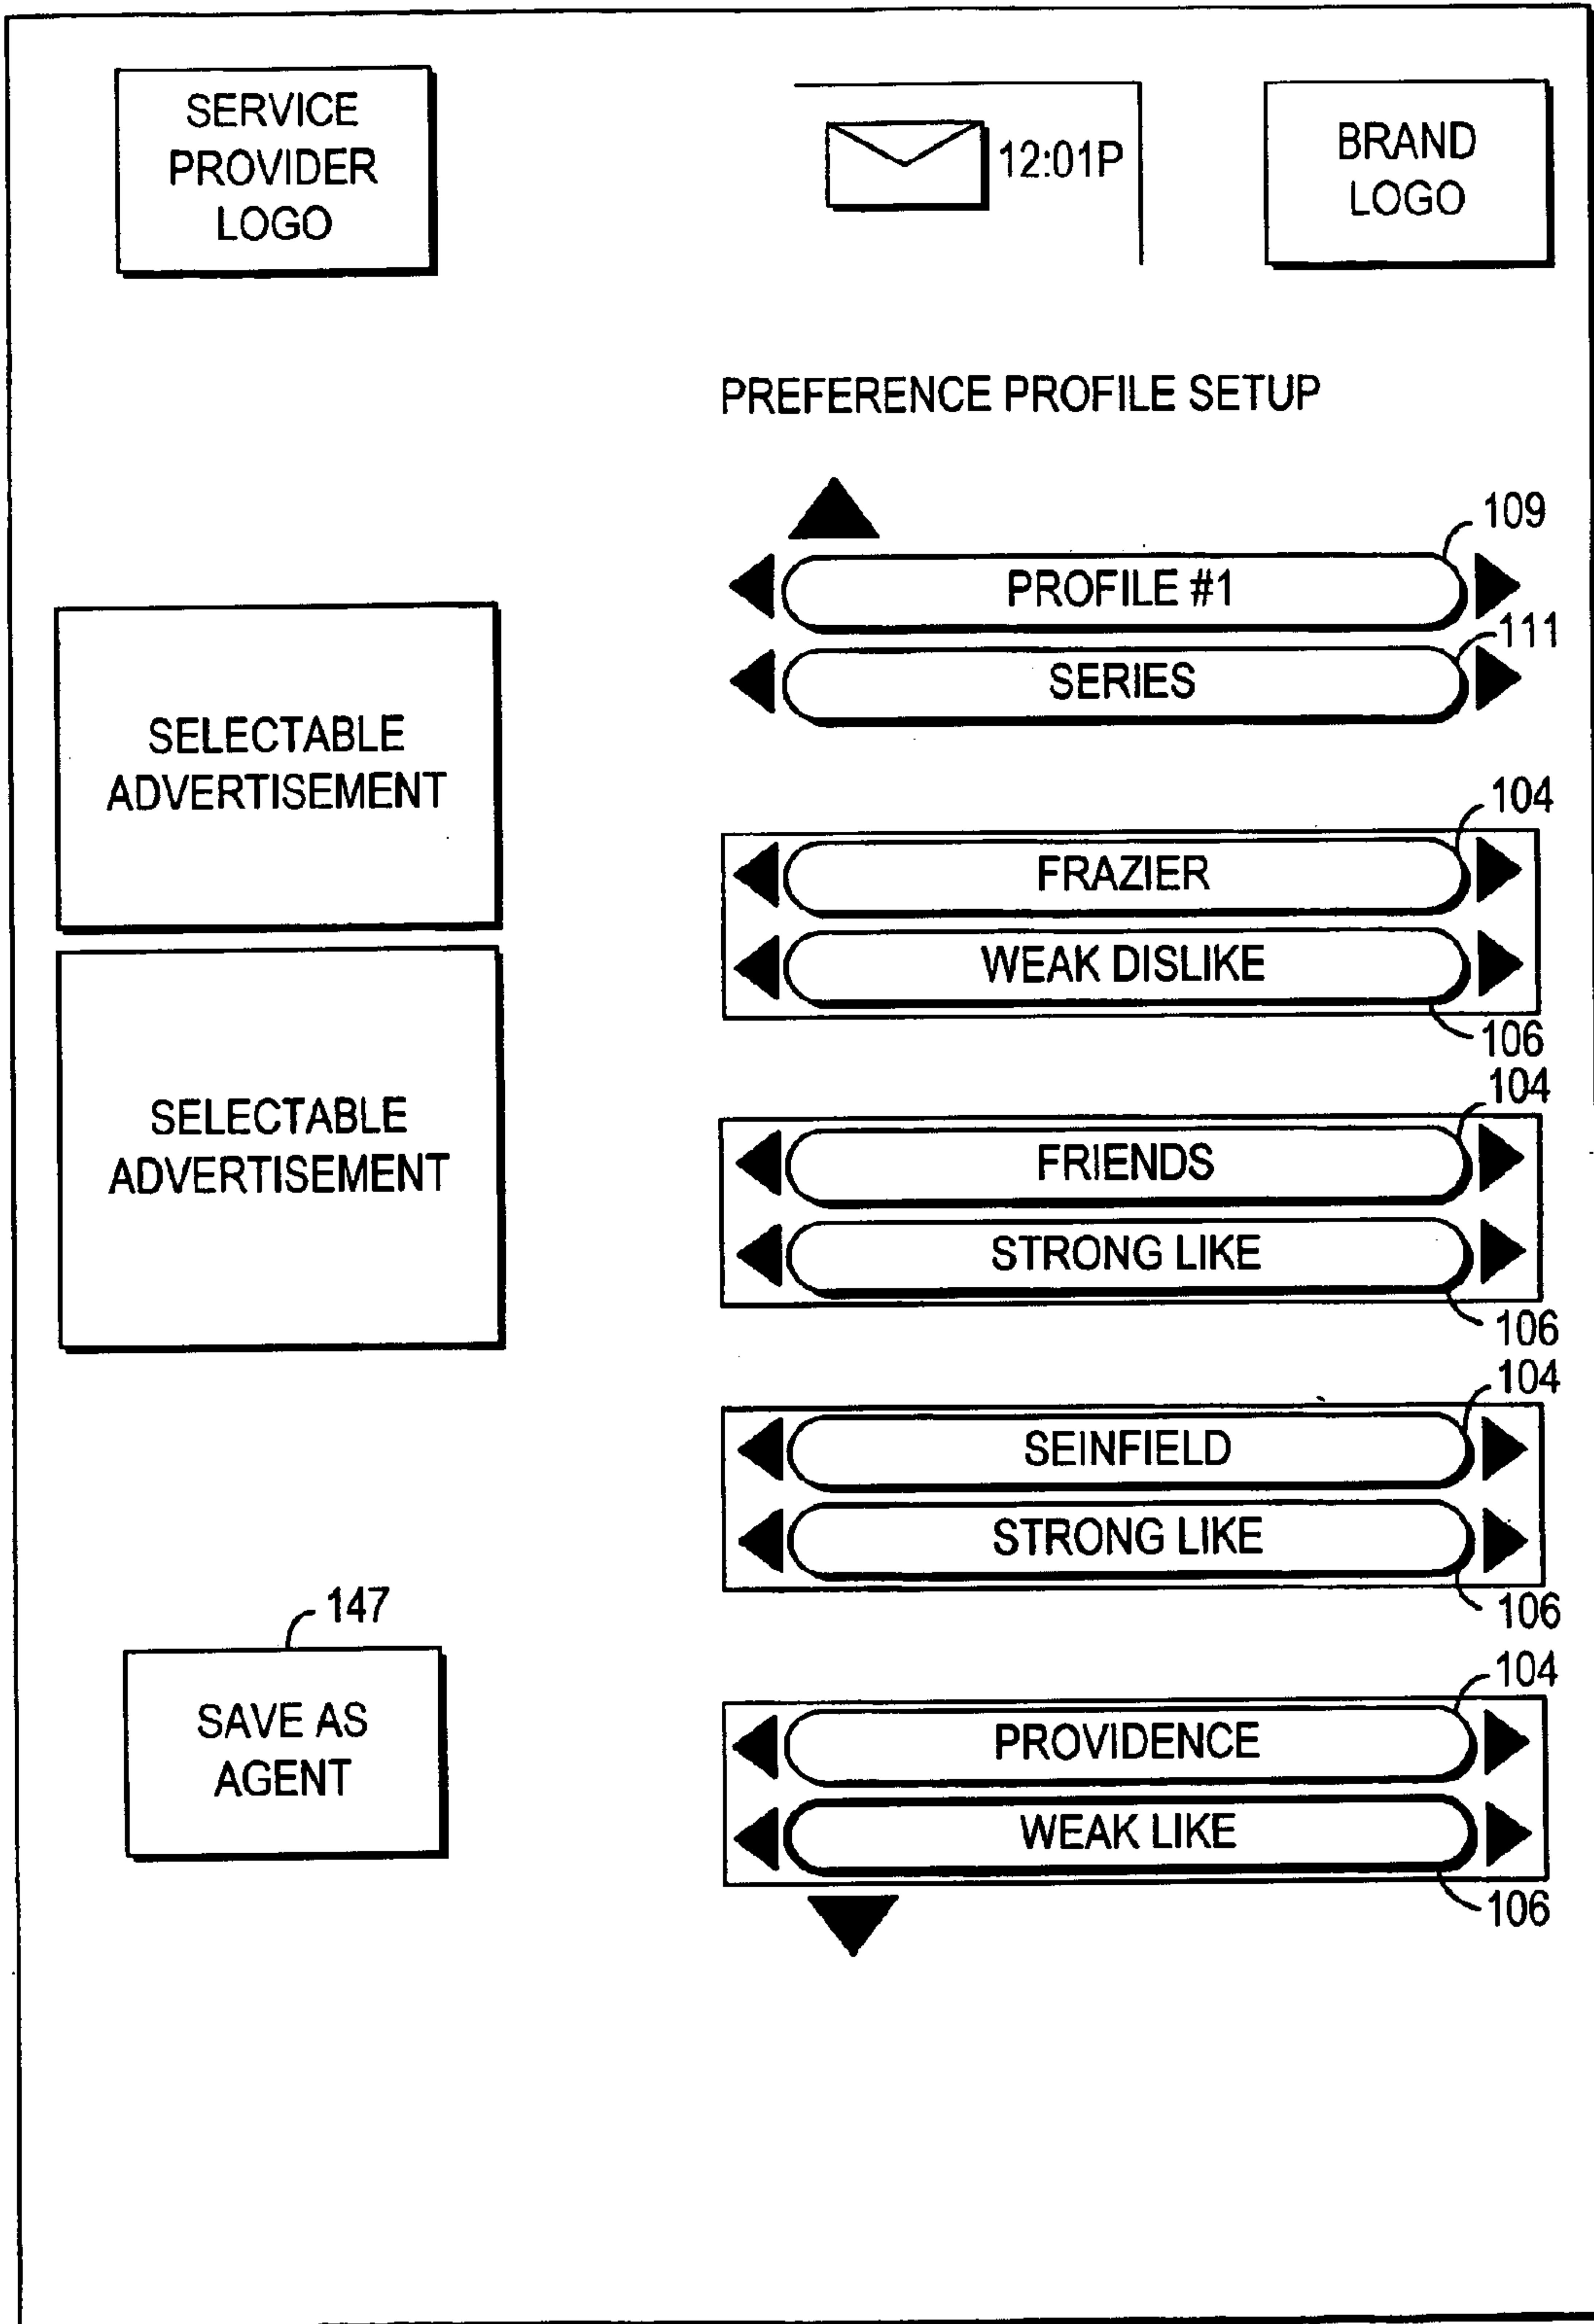 SERVICE
PROVIDER
LOGO
12:01P
BRAND
LOGO
PREFERENCE PROFILE SETUP
109
PROFILE #1
111
SERIES
SELECTABLE
ADVERTISEMENT
104
FRAZIER
WEAK DISLIKE
106
SELECTABLE
ADVERTISEMENT
104
FRIENDS
STRONG LIKE
106
104
SEINFIELD
STRONG LIKE
106
147
SAVE AS
AGENT
104
PROVIDENCE
WEAK LIKE
106